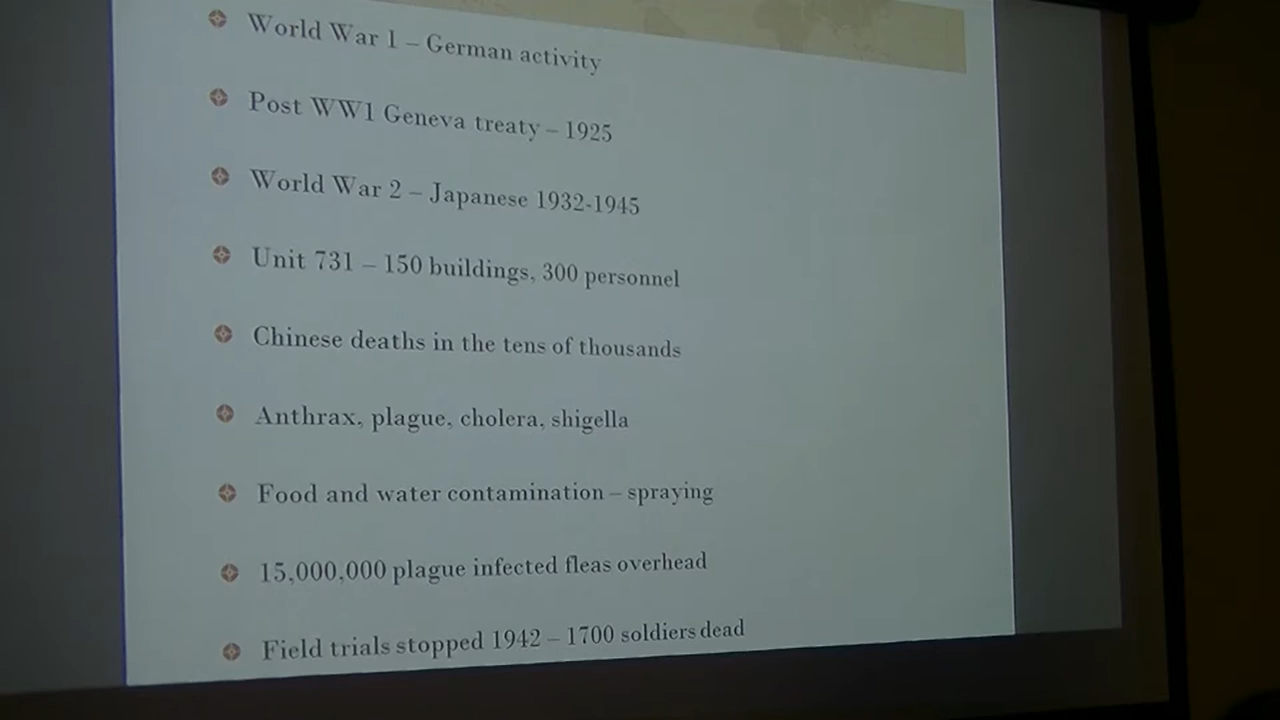 World War 1 – German activity
Post WW1 Geneva treaty – 1925
World War 2 – Japanese 1932-1945
Unit 731 – 150 buildings, 300 personnel
Chinese deaths in the tens of thousands
Anthrax, plague, cholera, shigella
Food and water contamination – spraying
15,000,000 plague infected fleas overhead
Field trials stopped 1942 – 1700 soldiers dead